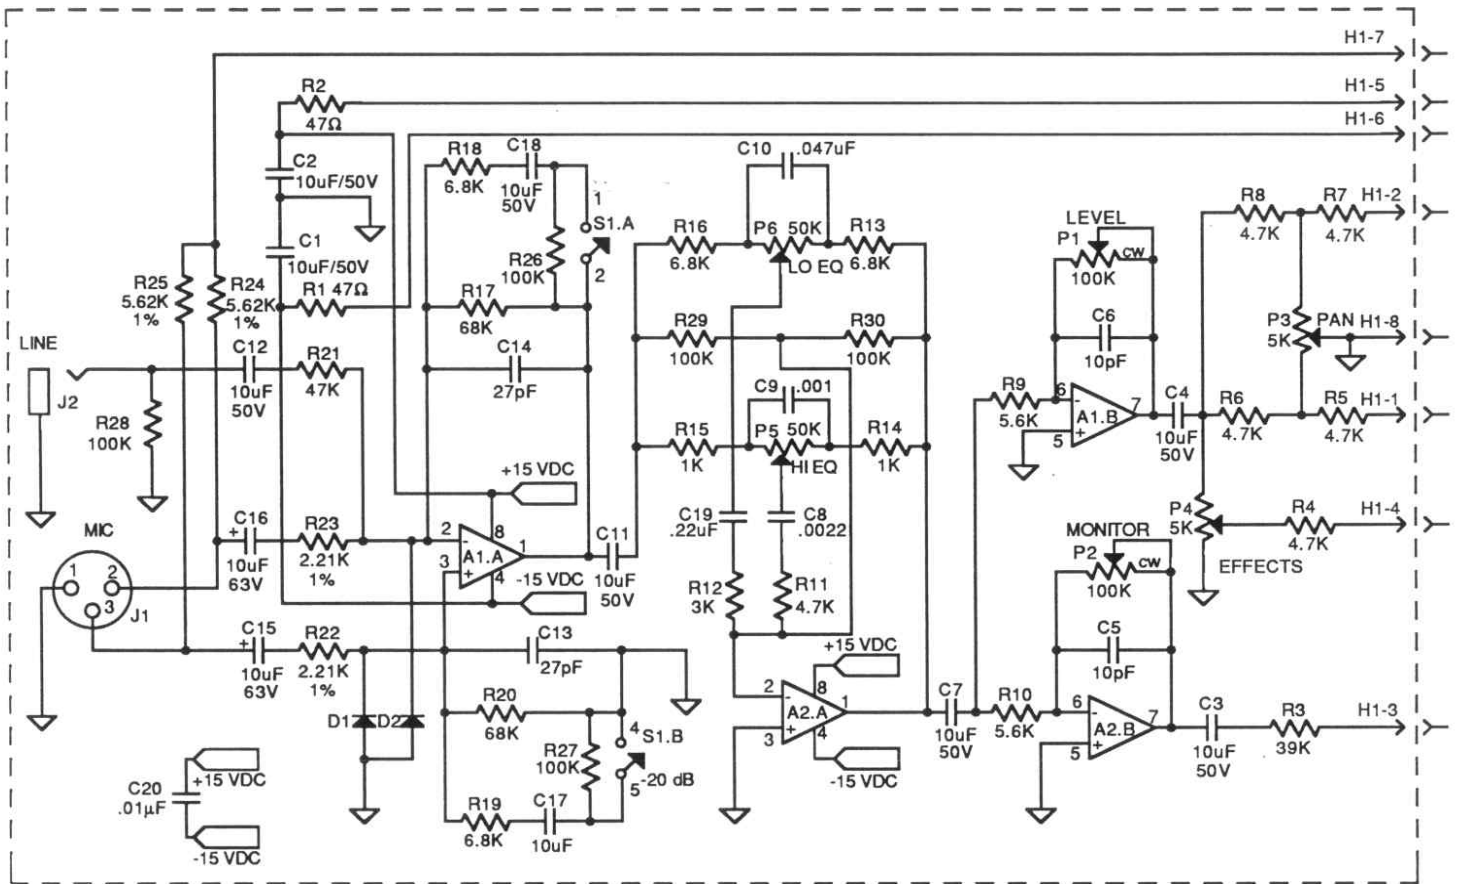 H1-7
R2
47Ω
H1-5
H1-6
C2
10uF/50V
R18
6.8K
C18
10uF
50V
1
S1.A
2
R26
100K
C10
.047uF
R16
6.8K
P6
50K
LO EQ
R13
6.8K
LEVEL
P1
CW
100K
R8
4.7K
R7
4.7K
H1-2
C1
10uF/50V
R25
5.62K
1%
R24
5.62K
1%
R1
47Ω
R17
68K
R29
100K
R30
100K
C6
10pF
P3
5K
PAN
H1-8
LINE
J2
C12
10uF
50V
R21
47K
C14
27pF
C9
.001
R28
100K
R15
1K
P5
50K
HI EQ
R14
1K
R9
5.6K
6
-
A1.B
7
5
+
C4
10uF
50V
R6
4.7K
R5
4.7K
H1-1
+15 VDC
C19
.22uF
C8
.0022
P4
5K
R4
4.7K
H1-4
EFFECTS
MIC
1
2
3
J1
C16
+
10uF
63V
R23
2.21K
1%
2
-
8
A1.A
1
3
+
4
-15 VDC
C11
10uF
50V
R12
3K
R11
4.7K
MONITOR
P2
CW
100K
C15
+
10uF
63V
R22
2.21K
1%
C13
27pF
+15 VDC
C5
10pF
D1
D2
R20
68K
R27
100K
4
S1.B
-20 dB
5
2
-
8
A2.A
1
3
+
4
-15 VDC
C7
10uF
50V
R10
5.6K
6
-
A2.B
7
5
+
C3
10uF
50V
R3
39K
H1-3
+15 VDC
C20
.01µF
-15 VDC
R19
6.8K
C17
10uF